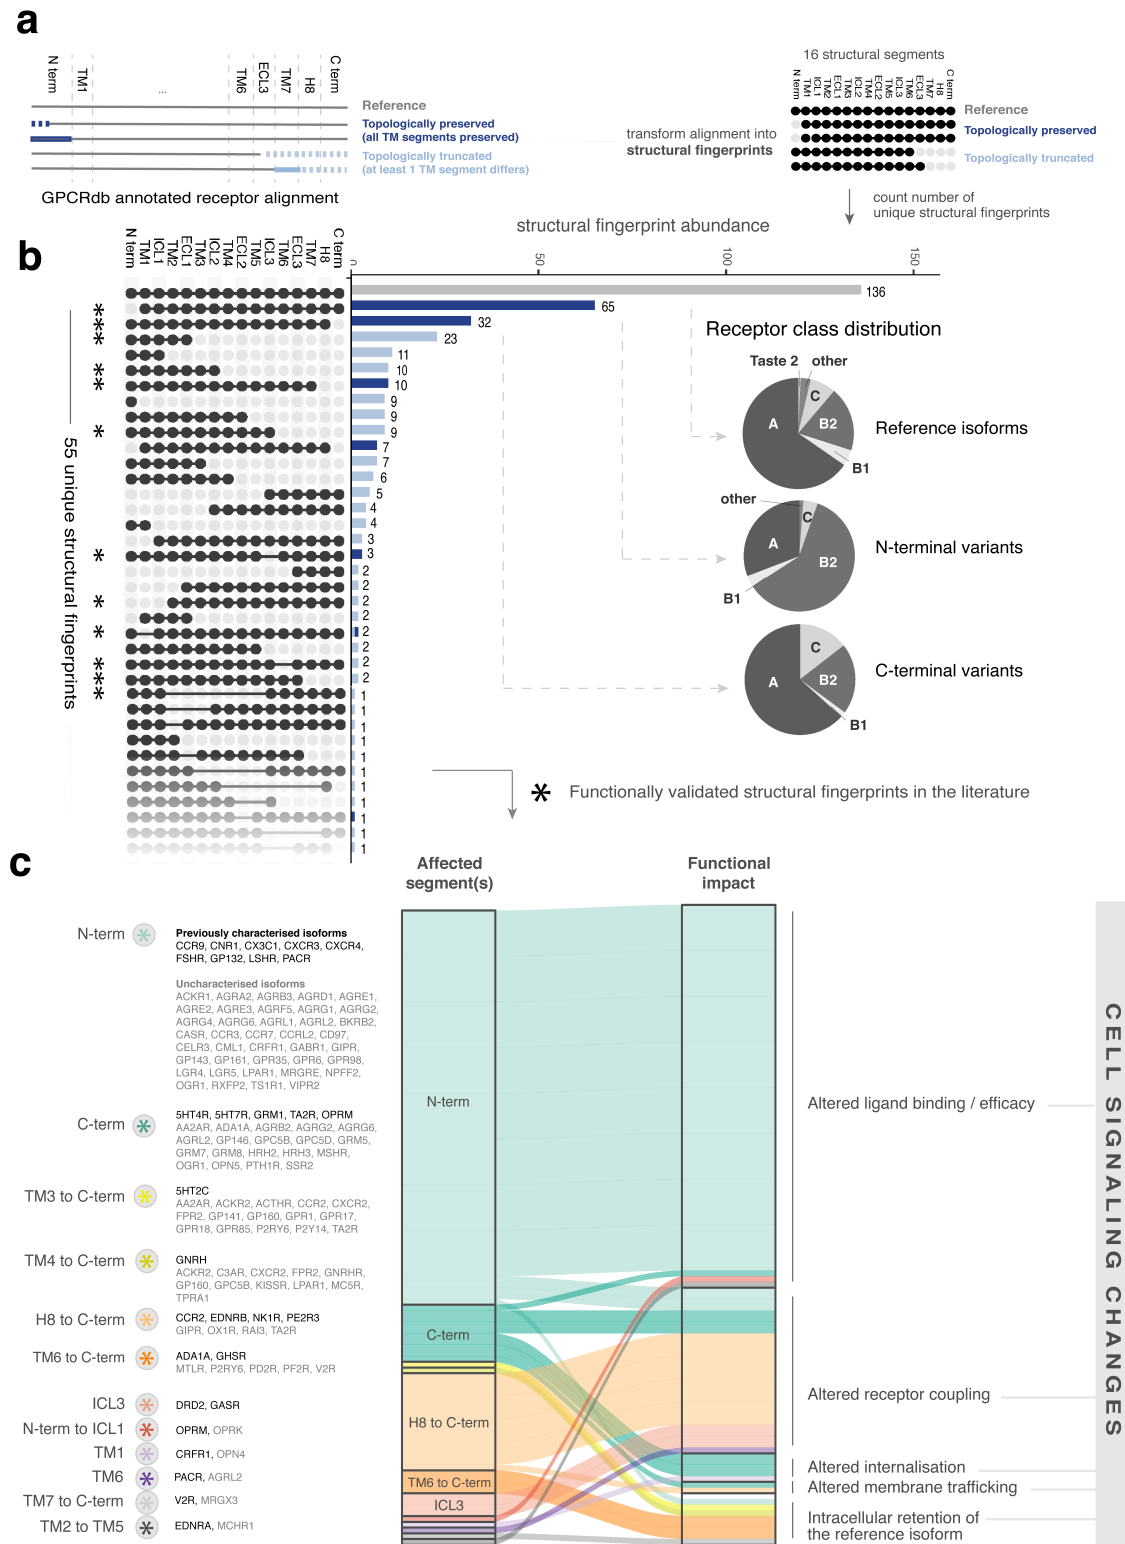 a
N term
TM1
...
TM6
ECL3
TM7
H8
C term
Reference
Topologically preserved
(all TM segments preserved)
Topologically truncated
(at least 1 TM segment differs)
GPCRdb annotated receptor alignment
transform alignment into
structural fingerprints
16 structural segments
N term
TM1
ICL1
TM2
ECL1
TM3
ICL2
TM4
ECL2
TM5
ICL3
TM6
ECL3
TM7
H8
C term
Reference
Topologically preserved
Topologically truncated
count number of
unique structural fingerprints
b
N term
TM1
ICL1
TM2
ECL1
TM3
ICL2
TM4
ECL2
TM5
ICL3
TM6
ECL3
TM7
H8
C term
structural fingerprint abundance
0
50
100
150
136
65
32
23
11
10
10
9
9
9
7
7
6
5
4
4
3
3
2
2
2
2
2
2
2
2
1
1
1
1
1
1
1
1
1
1
1
55 unique structural fingerprints
Receptor class distribution
Taste 2
other
C
A
B2
B1
Reference isoforms
other
C
A
B2
B1
N-terminal variants
C
A
B2
B1
C-terminal variants
* Functionally validated structural fingerprints in the literature
c
Affected
segment(s)
Functional
impact
N-term
Previously characterised isoforms
CCR9, CNR1, CX3C1, CXCR3, CXCR4,
FSHR, GP132, LSHR, PACR
Uncharacterised isoforms
ACKR1, AGRA2, AGRB3, AGRD1, AGRE1,
AGRE2, AGRE3, AGRF5, AGRG1, AGRG2,
AGRG4, AGRG6, AGRL1, AGRL2, BKRB2,
CASR, CCR3, CCR7, CCRL2, CD97,
CELR3, CML1, CRFR1, GABR1, GIPR,
GP143, GP161, GPR35, GPR6, GPR98,
LGR4, LGR5, LPAR1, MRGRE, NPFF2,
OGR1, RXFP2, TS1R1, VIPR2
C-term
5HT4R, 5HT7R, GRM1, TA2R, OPRM
AA2AR, ADA1A, AGRB2, AGRG2, AGRG6,
AGRL2, GP146, GPC5B, GPC5D, GRM5,
GRM7, GRM8, HRH2, HRH3, MSHR,
OGR1, OPN5, PTH1R, SSR2
TM3 to C-term
5HT2C
AA2AR, ACKR2, ACTHR, CCR2, CXCR2,
FPR2, GP141, GP160, GPR1, GPR17,
GPR18, GPR85, P2RY6, P2Y14, TA2R
TM4 to C-term
GNRH
ACKR2, C3AR, CXCR2, FPR2, GNRHR,
GP160, GPC5B, KISSR, LPAR1, MC5R,
TPRA1
H8 to C-term
CCR2, EDNRB, NK1R, PE2R3
GIPR, OX1R, RAI3, TA2R
TM6 to C-term
ADA1A, GHSR
MTLR, P2RY6, PD2R, PF2R, V2R
ICL3
DRD2, GASR
N-term to ICL1
OPRM, OPRK
TM1
CRFR1, OPN4
TM6
PACR, AGRL2
TM7 to C-term
V2R, MRGX3
TM2 to TM5
EDNRA, MCHR1
N-term
C-term
H8 to C-term
TM6 to C-term
ICL3
Altered ligand binding / efficacy
Altered receptor coupling
Altered internalisation
Altered membrane trafficking
Intracellular retention of
the reference isoform
CELL SIGNALING CHANGES